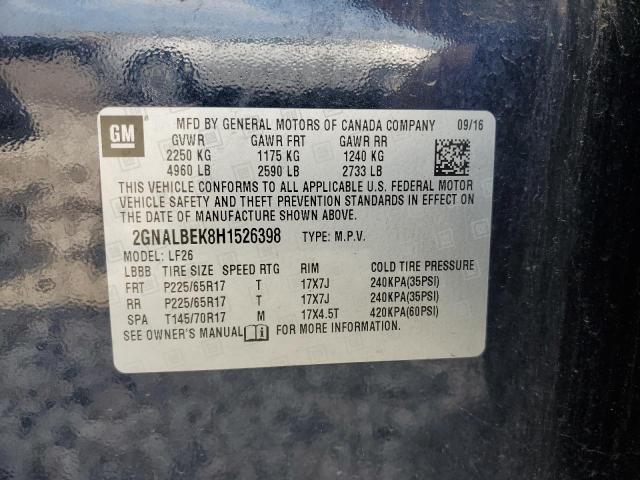 GM
MFD BY GENERAL MOTORS OF CANADA COMPANY 09/16
GVWR GAWR FRT GAWR RR
2250 KG 1175 KG 1240 KG
4960 LB 2590 LB 2733 LB
THIS VEHICLE CONFORMS TO ALL APPLICABLE U.S. FEDERAL MOTOR
VEHICLE SAFETY AND THEFT PREVENTION STANDARDS IN EFFECT ON
THE DATE OF MANUFACTURE SHOWN ABOVE.
2GNALBEK8H1526398 TYPE: M.P.V.
MODEL: LF26
LBBB TIRE SIZE SPEED RTG RIM COLD TIRE PRESSURE
FRT P225/65R17 T 17X7J 240KPA(35PSI)
RR P225/65R17 T 17X7J 240KPA(35PSI)
SPA T145/70R17 M 17X4.5T 420KPA(60PSI)
SEE OWNER'S MANUAL FOR MORE INFORMATION.